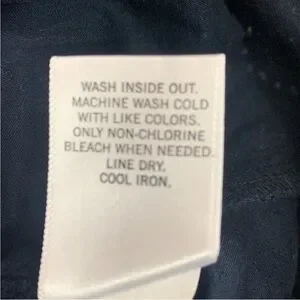 WASH INSIDE OUT.
MACHINE WASH COLD
WITH LIKE COLORS.
ONLY NON-CHLORINE
BLEACH WHEN NEEDED.
LINE DRY.
COOL IRON.